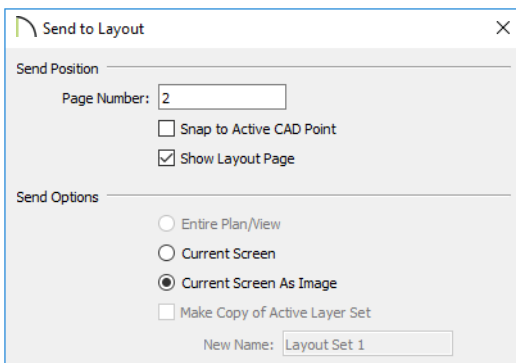 Send to Layout
Send Position
Page Number: 2
Snap to Active CAD Point
Show Layout Page
Send Options
Entire Plan/View
Current Screen
Current Screen As Image
Make Copy of Active Layer Set
New Name: Layout Set 1